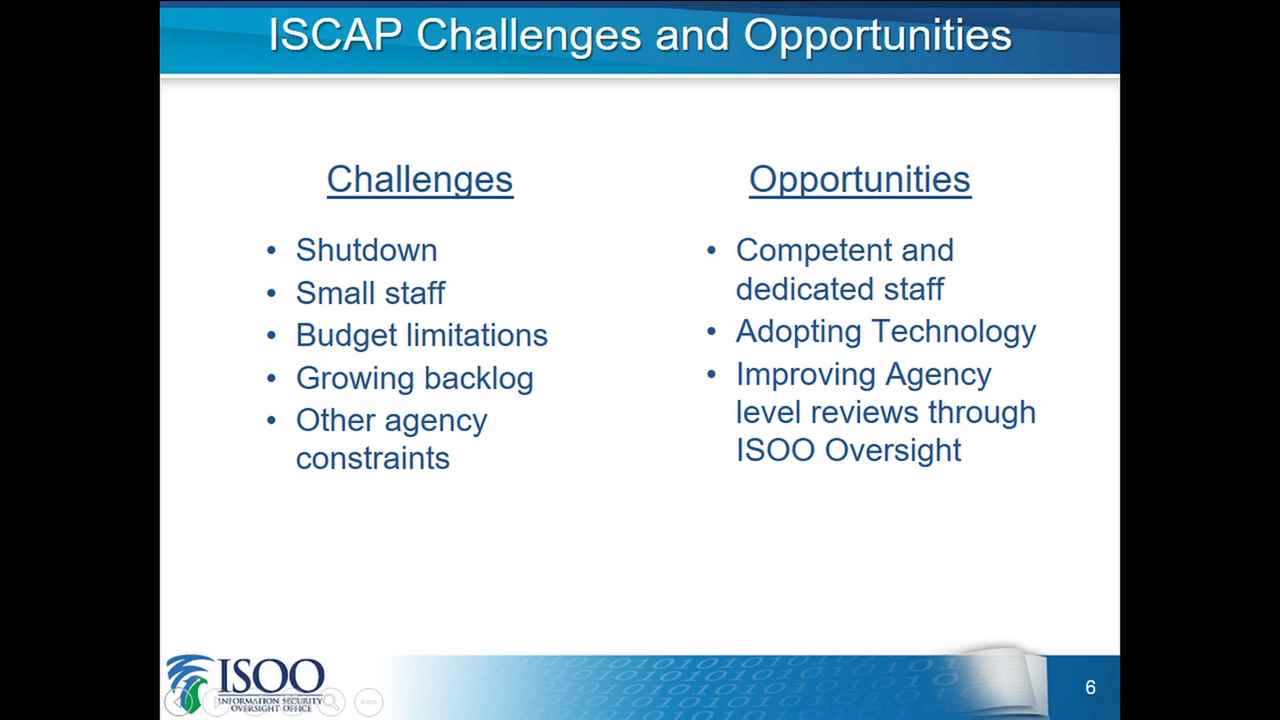 ISCAP Challenges and Opportunities
Challenges
• Shutdown
• Small staff
• Budget limitations
• Growing backlog
• Other agency
constraints
Opportunities
• Competent and
dedicated staff
• Adopting Technology
• Improving Agency
level reviews through
ISOO Oversight
ISOO
INFORMATION SECURITY
OVERSIGHT OFFICE
6